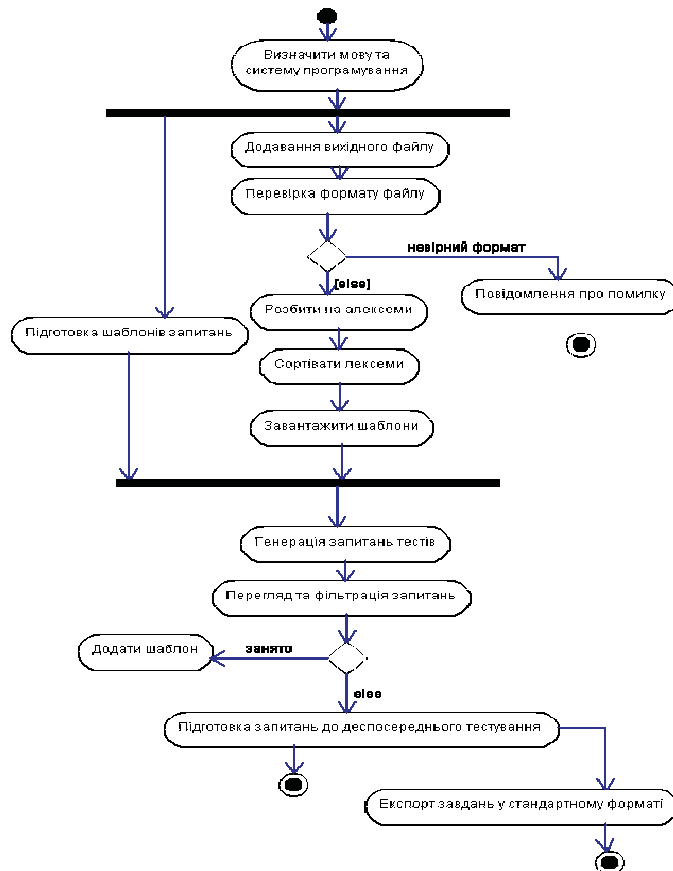 Визначити мову та
систему програмування
Додавання вихідного файлу
Перевірка формату файлу
невірний формат
[else]
Повідомлення про помилку
Розбити на алексеми
Підготовка шаблонів запитань
Сортівати лексеми
Завантажити шаблони
Генерація запитань тестів
Перегляд та фільтрація запитань
Додати шаблон
занято
else
Підготовка запитань до деспосереднього тестування
Експорт завдань у стандартному форматі